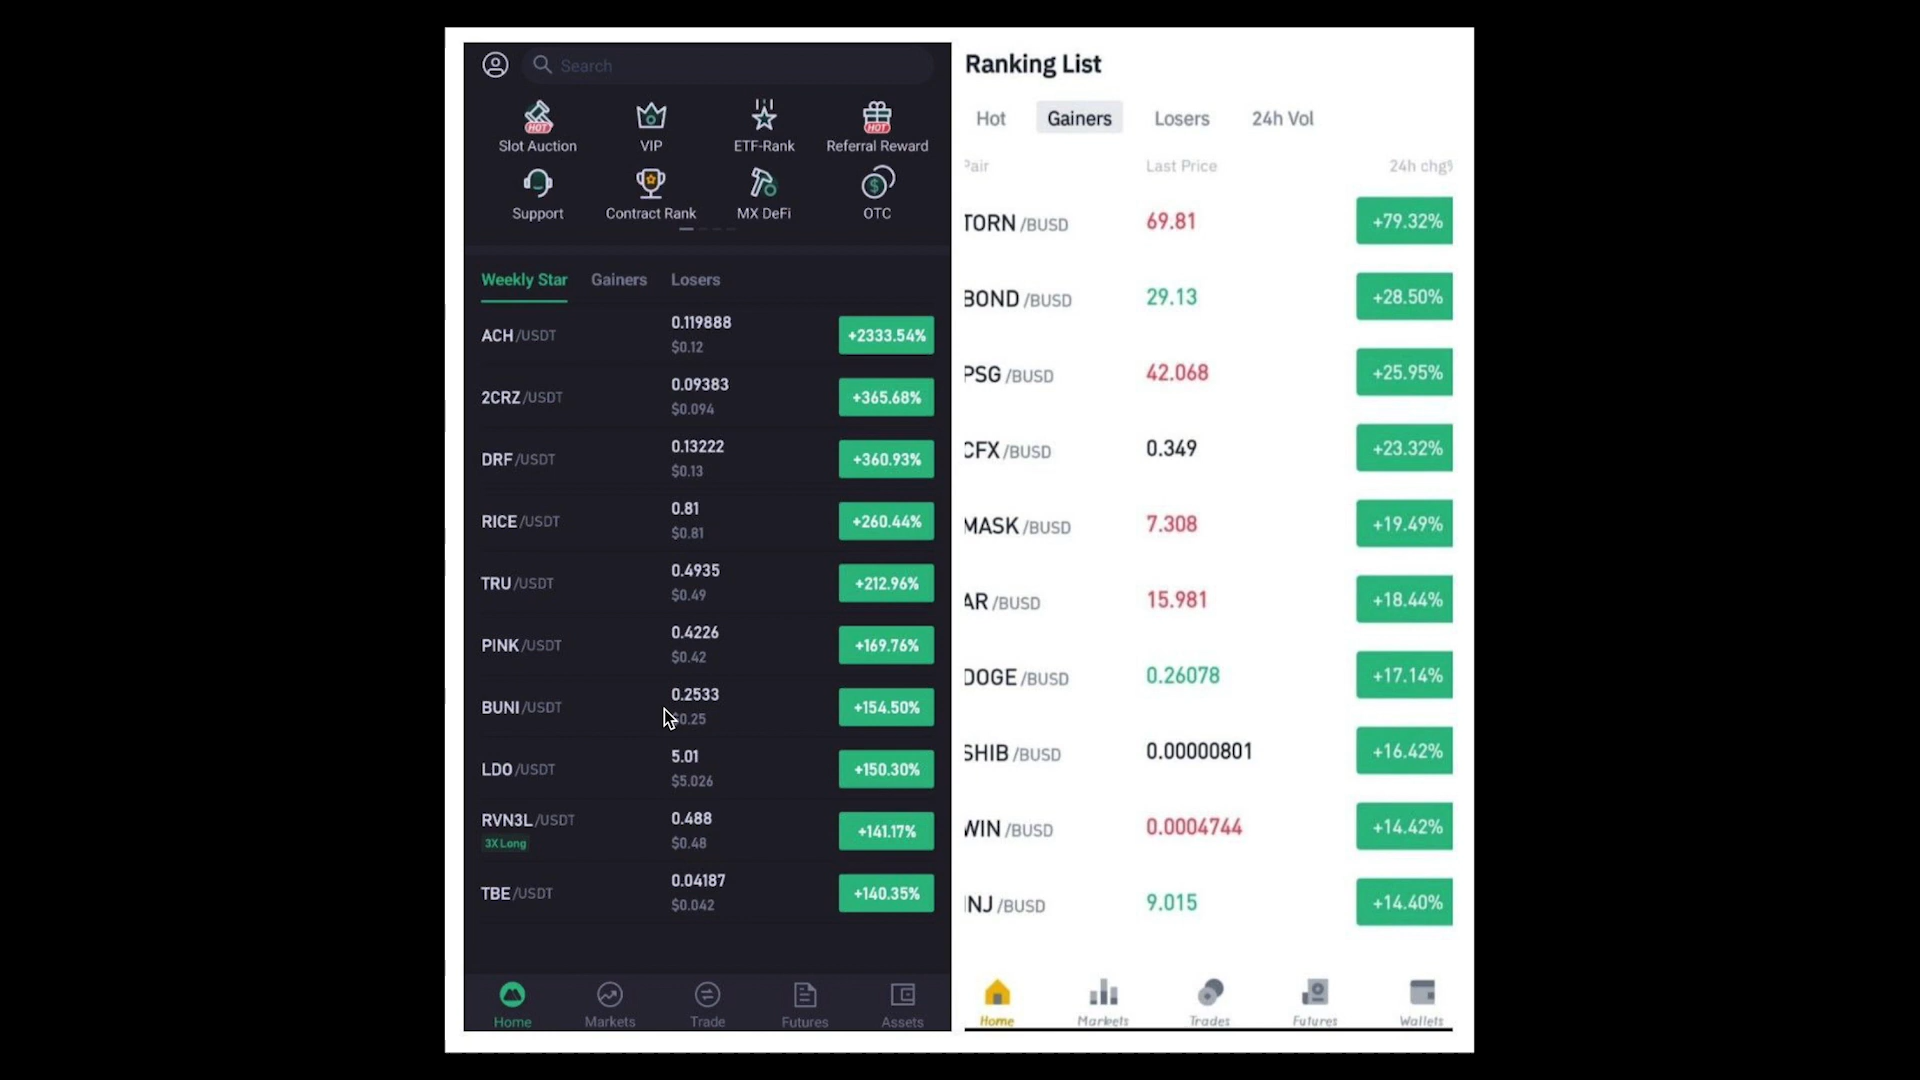 Search
HOT HOT
Slot Auction VIP ETF-Rank Referral Reward
Support Contract Rank MX DeFi OTC
Weekly Star Gainers Losers
ACH/USDT 0.119888 +2333.54%
$0.12
2CRZ/USDT 0.09383 +365.68%
$0.094
DRF/USDT 0.13222 +360.93%
$0.13
RICE/USDT 0.81 +260.44%
$0.81
TRU/USDT 0.4935 +212.96%
$0.49
PINK/USDT 0.4226 +169.76%
$0.42
BUNI/USDT 0.2533 +154.50%
$0.25
LDO/USDT 5.01 +150.30%
$5.026
RVN3L/USDT 0.488 +141.17%
3X Long $0.48
TBE/USDT 0.04187 +140.35%
$0.042
Home Markets Trade Futures Assets
Ranking List
Hot Gainers Losers 24h Vol
Pair Last Price 24h chg%
TORN/BUSD 69.81 +79.32%
BOND/BUSD 29.13 +28.50%
PSG/BUSD 42.068 +25.95%
CFX/BUSD 0.349 +23.32%
MASK/BUSD 7.308 +19.49%
AR/BUSD 15.981 +18.44%
DOGE/BUSD 0.26078 +17.14%
SHIB/BUSD 0.00000801 +16.42%
WIN/BUSD 0.0004744 +14.42%
INJ/BUSD 9.015 +14.40%
Home Markets Trades Futures Wallets